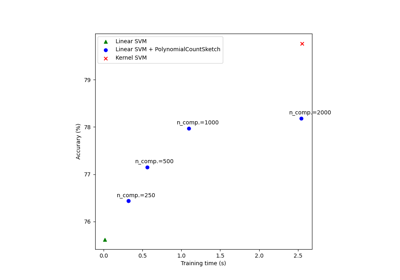 Linear SVM
Linear SVM + PolynomialCountSketch
Kernel SVM
79
n_comp.=2000
78
n_comp.=1000
n_comp.=500
77
n_comp.=250
76
Accurary (%)
0.0 0.5 1.0 1.5 2.0 2.5
Training time (s)